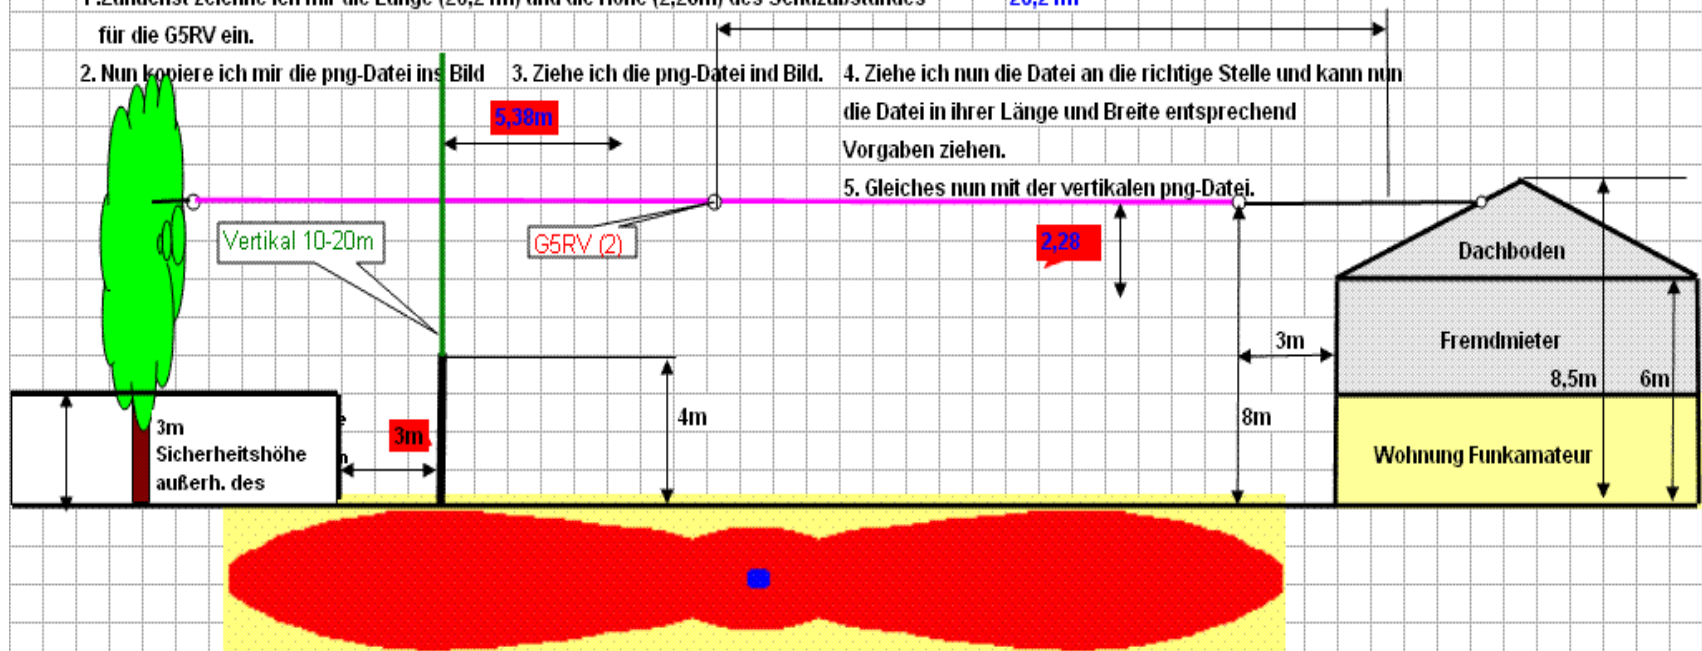 für die G5RV ein.
2. Nun kopiere ich mir die png-Datei ins Bild
3. Ziehe ich die png-Datei ind Bild.
4. Ziehe ich nun die Datei an die richtige Stelle und kann nun
die Datei in ihrer Länge und Breite entsprechend
Vorgaben ziehen.
5. Gleiches nun mit der vertikalen png-Datei.
5,38m
Vertikal 10-20m
G5RV (2)
2,28
Dachboden
Fremdmieter
3m
8,5m
6m
4m
8m
3m
3m
Sicherheitshöhe
außerh. des
Wohnung Funkamateur